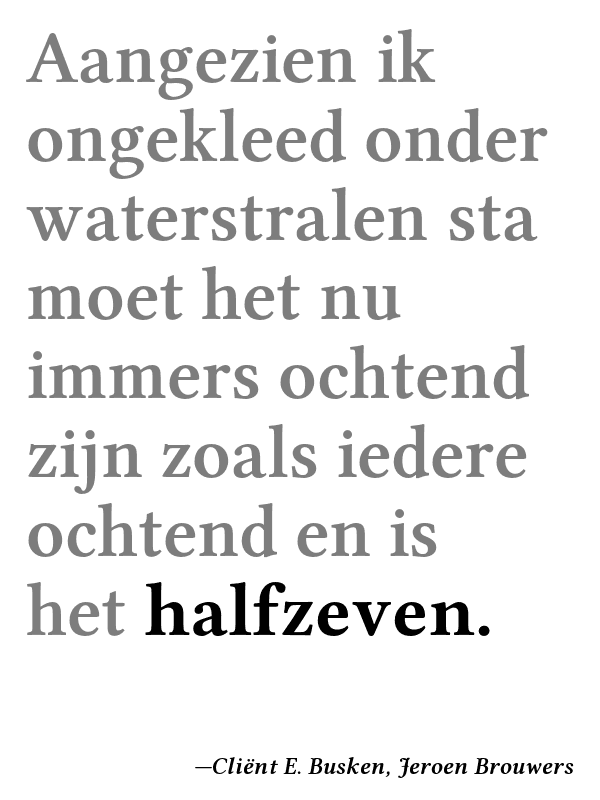 Aangezien ik
ongekleed onder
waterstralen sta
moet het nu
immers ochtend
zijn zoals iedere
ochtend en is
het halfzeven.
—Cliënt E. Busken, Jeroen Brouwers